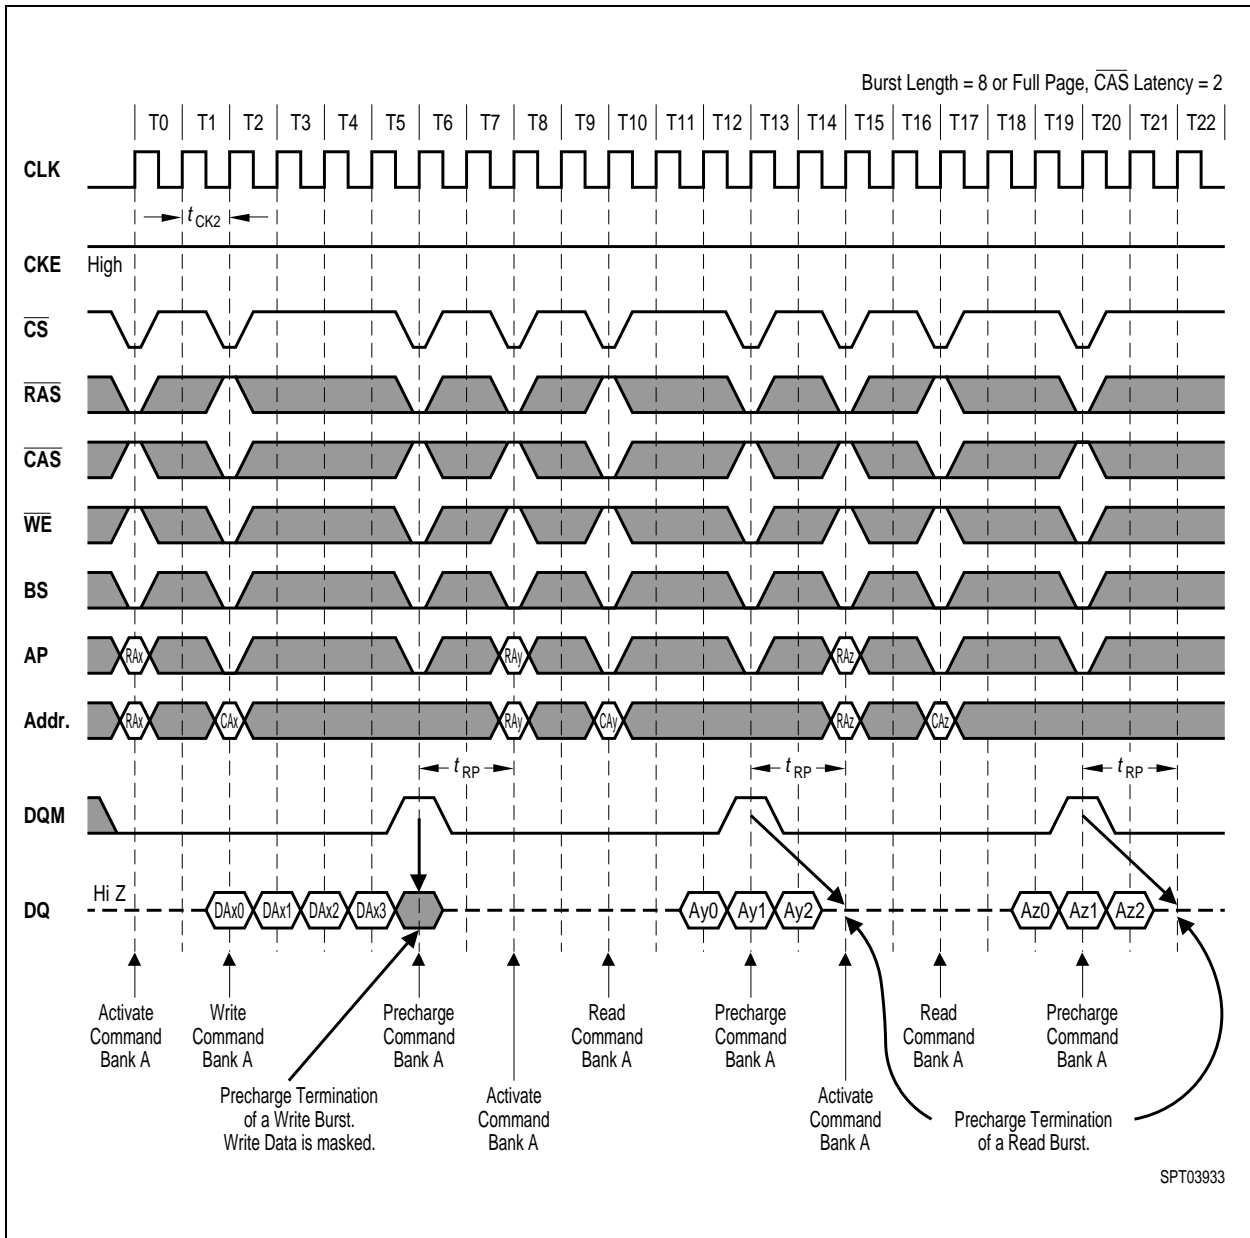 Burst Length = 8 or Full Page, CAS Latency = 2
T0 T1 T2 T3 T4 T5 T6 T7 T8 T9 T10 T11 T12 T13 T14 T15 T16 T17 T18 T19 T20 T21 T22
CLK
t CK2
CKE High
CS
RAS
CAS
WE
BS
AP RAx RAy RAz
Addr. RAx CAx RAy CAy RAz CAz
t RP t RP t RP
DQM
Hi Z
DQ DAx0 DAx1 DAx2 DAx3 Ay0 Ay1 Ay2 Az0 Az1 Az2
Activate
Command
Bank A
Write
Command
Bank A
Precharge
Command
Bank A
Read
Command
Bank A
Precharge
Command
Bank A
Read
Command
Bank A
Precharge
Command
Bank A
Precharge Termination
of a Write Burst.
Write Data is masked.
Activate
Command
Bank A
Activate
Command
Bank A
Precharge Termination
of a Read Burst.
SPT03933